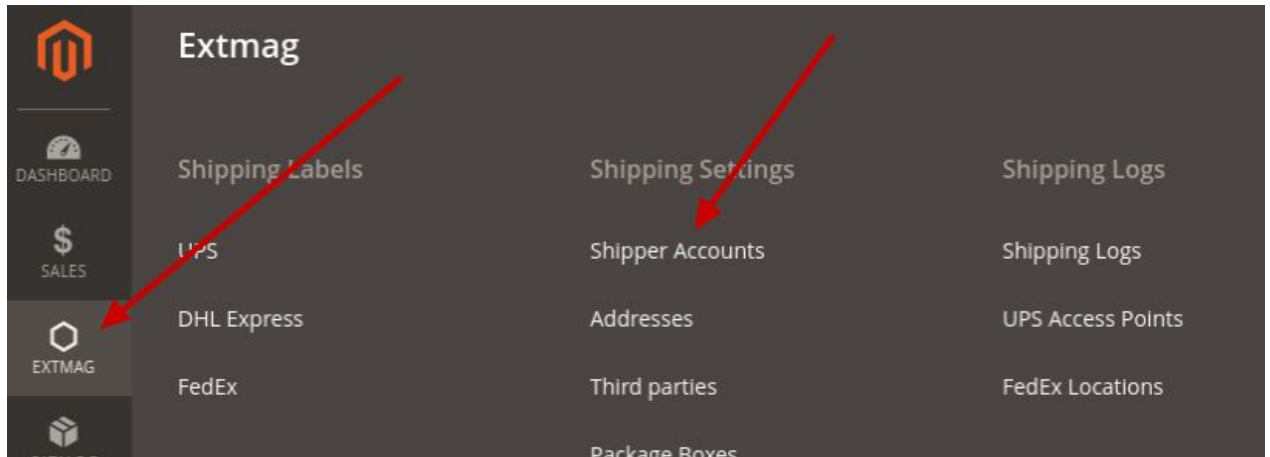 Extmag
DASHBOARD
SALES
EXTMAG
Shipping Labels
UPS
DHL Express
FedEx
Shipping Settings
Shipper Accounts
Addresses
Third parties
Package Boxes
Shipping Logs
Shipping Logs
UPS Access Points
FedEx Locations